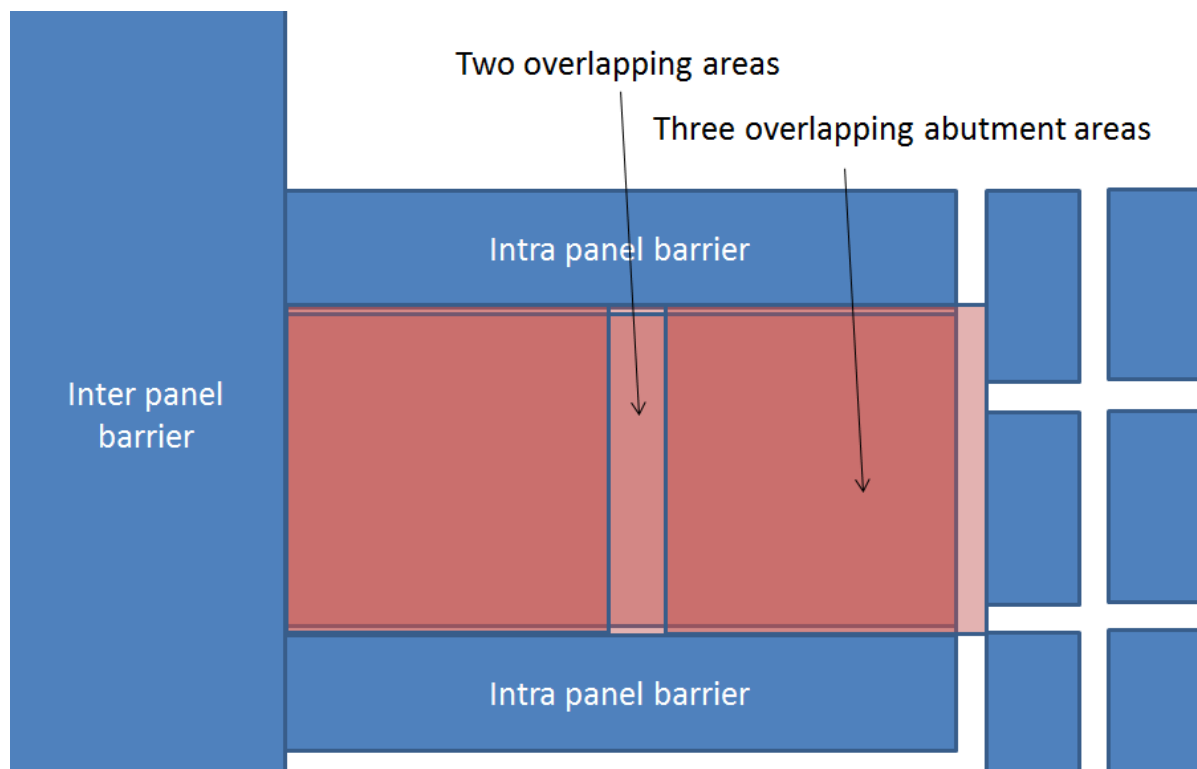 Two overlapping areas
Three overlapping abutment areas
Intra panel barrier
Inter panel
barrier
Intra panel barrier